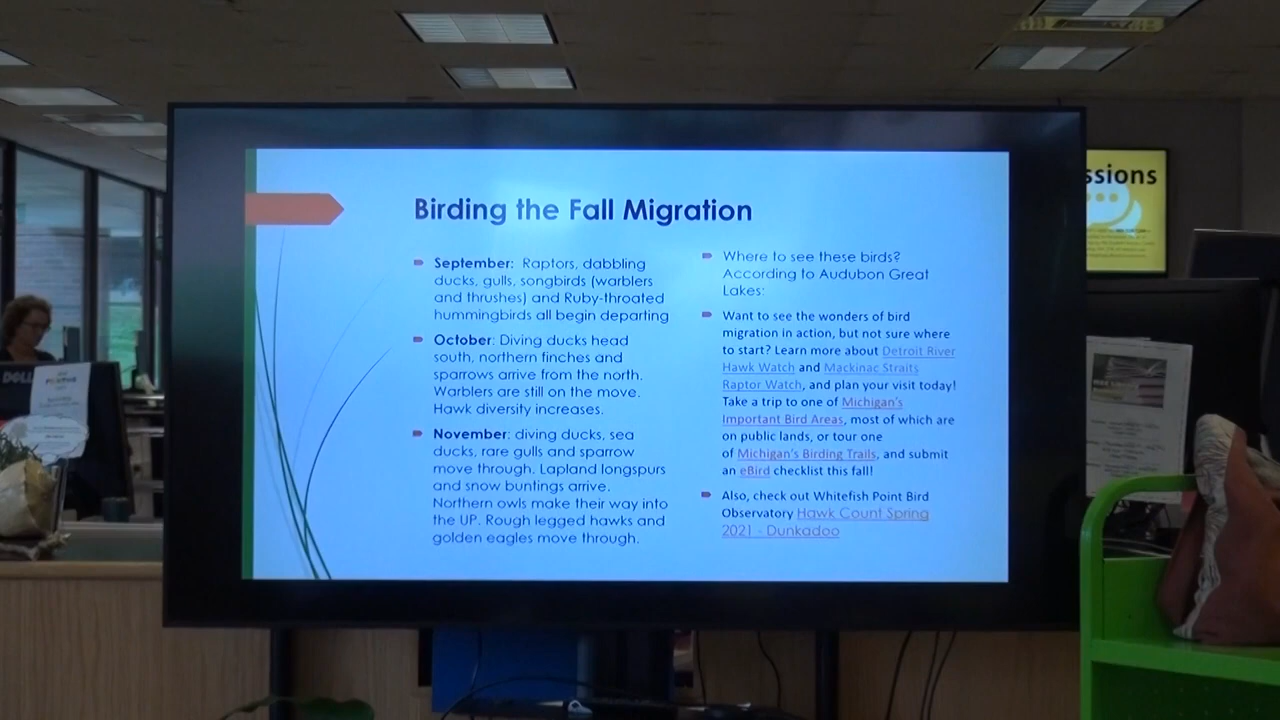 Birding the Fall Migration
September: Raptors, dabbling
ducks, gulls, songbirds (warblers
and thrushes) and Ruby-throated
hummingbirds all begin departing
October: Diving ducks head
south, northern finches and
sparrows arrive from the north.
Warblers are still on the move.
Hawk diversity increases.
November: diving ducks, sea
ducks, rare gulls and sparrow
move through. Lapland longspurs
and snow buntings arrive.
Northern owls make their way into
the UP. Rough legged hawks and
golden eagles move through.
Where to see these birds?
According to Audubon Great
Lakes:
Want to see the wonders of bird
migration in action, but not sure where
to start? Learn more about Detroit River
Hawk Watch and Mackinac Straits
Raptor Watch, and plan your visit today!
Take a trip to one of Michigan's
Important Bird Areas, most of which are
on public lands, or tour one
of Michigan's Birding Trails, and submit
an eBird checklist this fall!
Also, check out Whitefish Point Bird
Observatory Hawk Count Spring
2021 - Dunkadoo
ssions
DELL